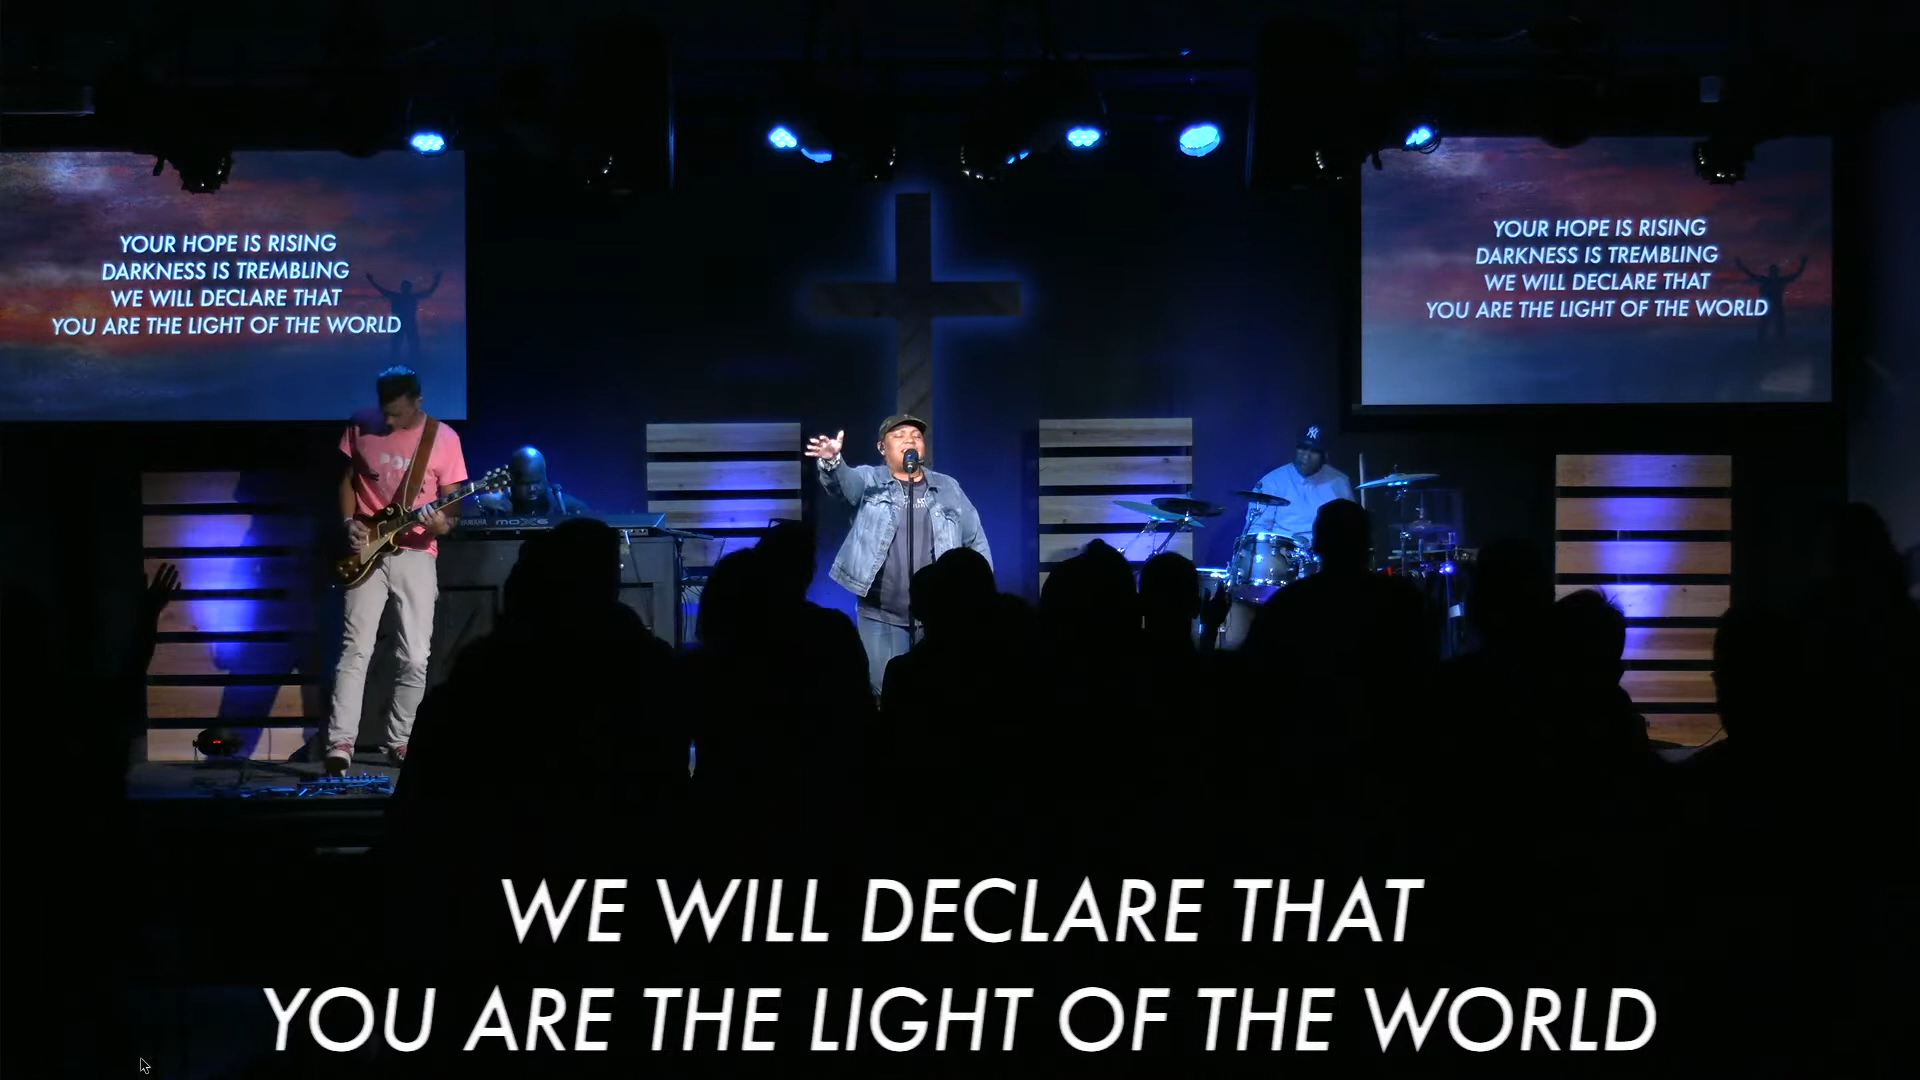 YOUR HOPE IS RISING
DARKNESS IS TREMBLING
WE WILL DECLARE THAT
YOU ARE THE LIGHT OF THE WORLD
YOUR HOPE IS RISING
DARKNESS IS TREMBLING
WE WILL DECLARE THAT
YOU ARE THE LIGHT OF THE WORLD
NY
YAMAHA MOX6
WE WILL DECLARE THAT
YOU ARE THE LIGHT OF THE WORLD